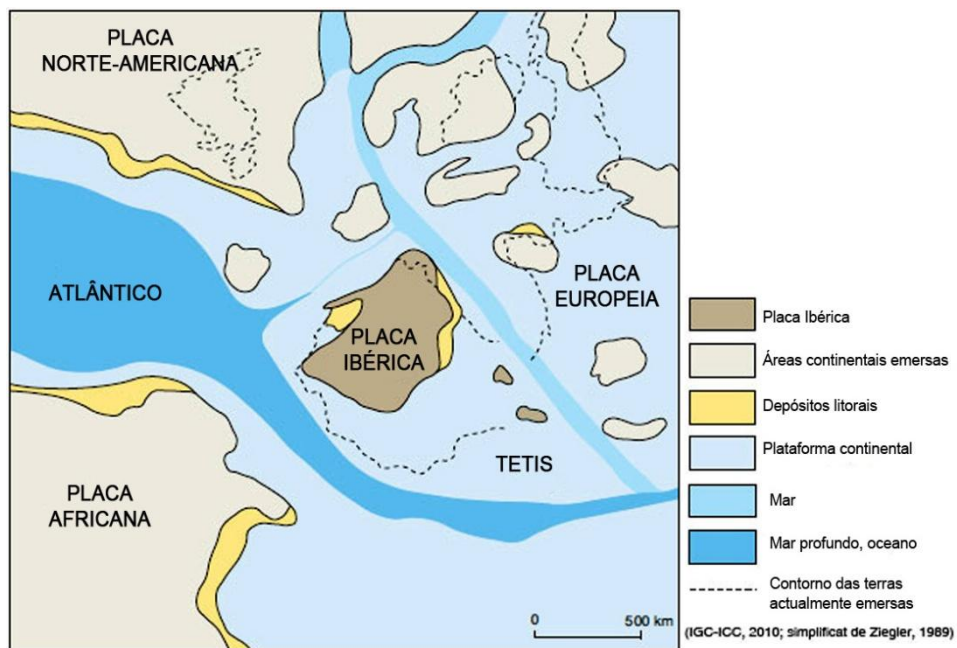 PLACA
NORTE-AMERICANA
ATLÂNTICO
PLACA
IBÉRICA
PLACA
EUROPEIA
TETIS
PLACA
AFRICANA
0 500 km
Placa Ibérica
Áreas continentais emersas
Depósitos litorais
Plataforma continental
Mar
Mar profundo, oceano
Contorno das terras
actualmente emersas
(IGC-ICC, 2010; simplificat de Ziegler, 1989)